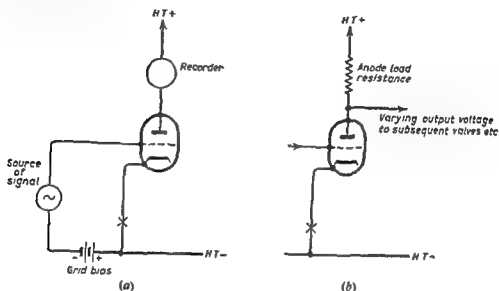 HT+
Recorder
Source
of
signal
~
- +
Grid bias
HT-
(a)
HT+
Anode load
resistance
Varying output voltage
to subsequent valves etc
HT-
(b)